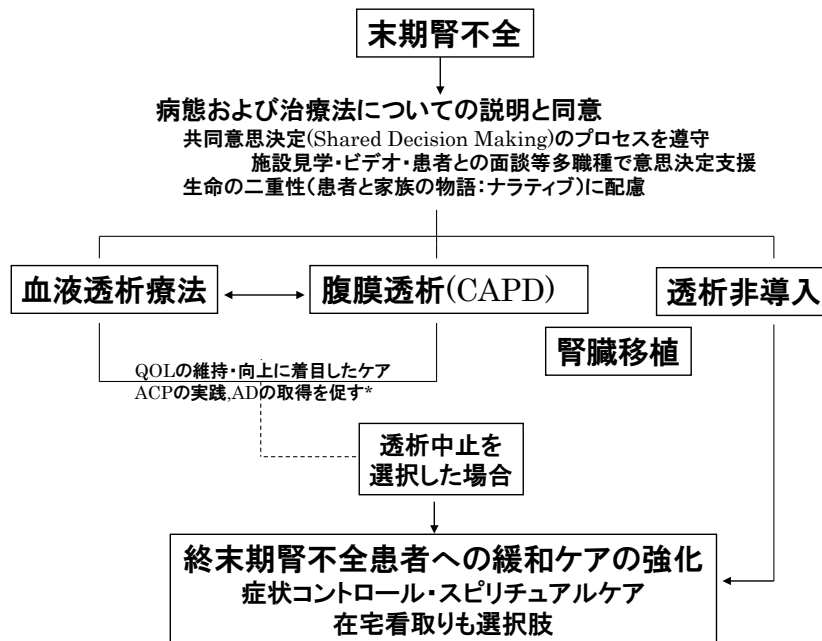 末期腎不全
病態および治療法についての説明と同意
共同意思決定(Shared Decision Making)のプロセスを遵守
施設見学・ビデオ・患者との面談等多職種で意思決定支援
生命の二重性(患者と家族の物語:ナラティブ)に配慮
血液透析療法
腹膜透析(CAPD)
透析非導入
腎臓移植
QOLの維持・向上に着目したケア
ACPの実践,ADの取得を促す*
透析中止を
選択した場合
終末期腎不全患者への緩和ケアの強化
症状コントロール・スピリチュアルケア
在宅看取りも選択肢